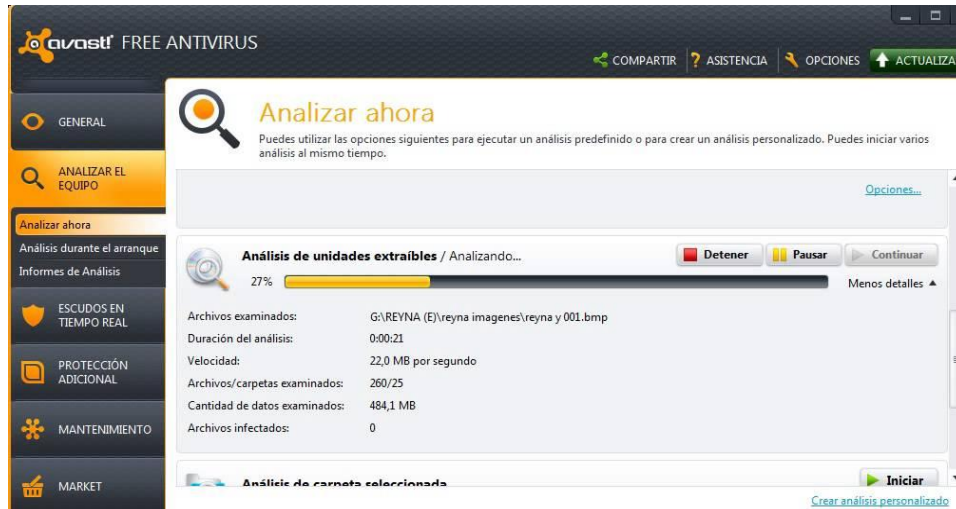 avast! FREE ANTIVIRUS
COMPARTIR
ASISTENCIA
OPCIONES
GENERAL
ANALIZAR EL
EQUIPO
Analizar ahora
Análisis durante el arranque
Informes de Análisis
ESCUDOS EN
TIEMPO REAL
PROTECCIÓN
ADICIONAL
MANTENIMIENTO
MARKET
Analizar ahora
Puedes utilizar las opciones siguientes para ejecutar un análisis predefinido o para crear un análisis personalizado. Puedes iniciar varios
análisis al mismo tiempo.
Opciones...
Análisis de unidades extraíbles / Analizando...
Detener
Pausar
Continuar
27%
Menos detalles
Archivos examinados: G:\REYNA (E)\reyna imagenes\reyna y 001.bmp
Duración del análisis: 0:00:21
Velocidad: 22,0 MB por segundo
Archivos/carpetas examinados: 260/25
Cantidad de datos examinados: 484,1 MB
Archivos infectados: 0
Análisis de carpeta seleccionada
Iniciar
Crear análisis personalizado